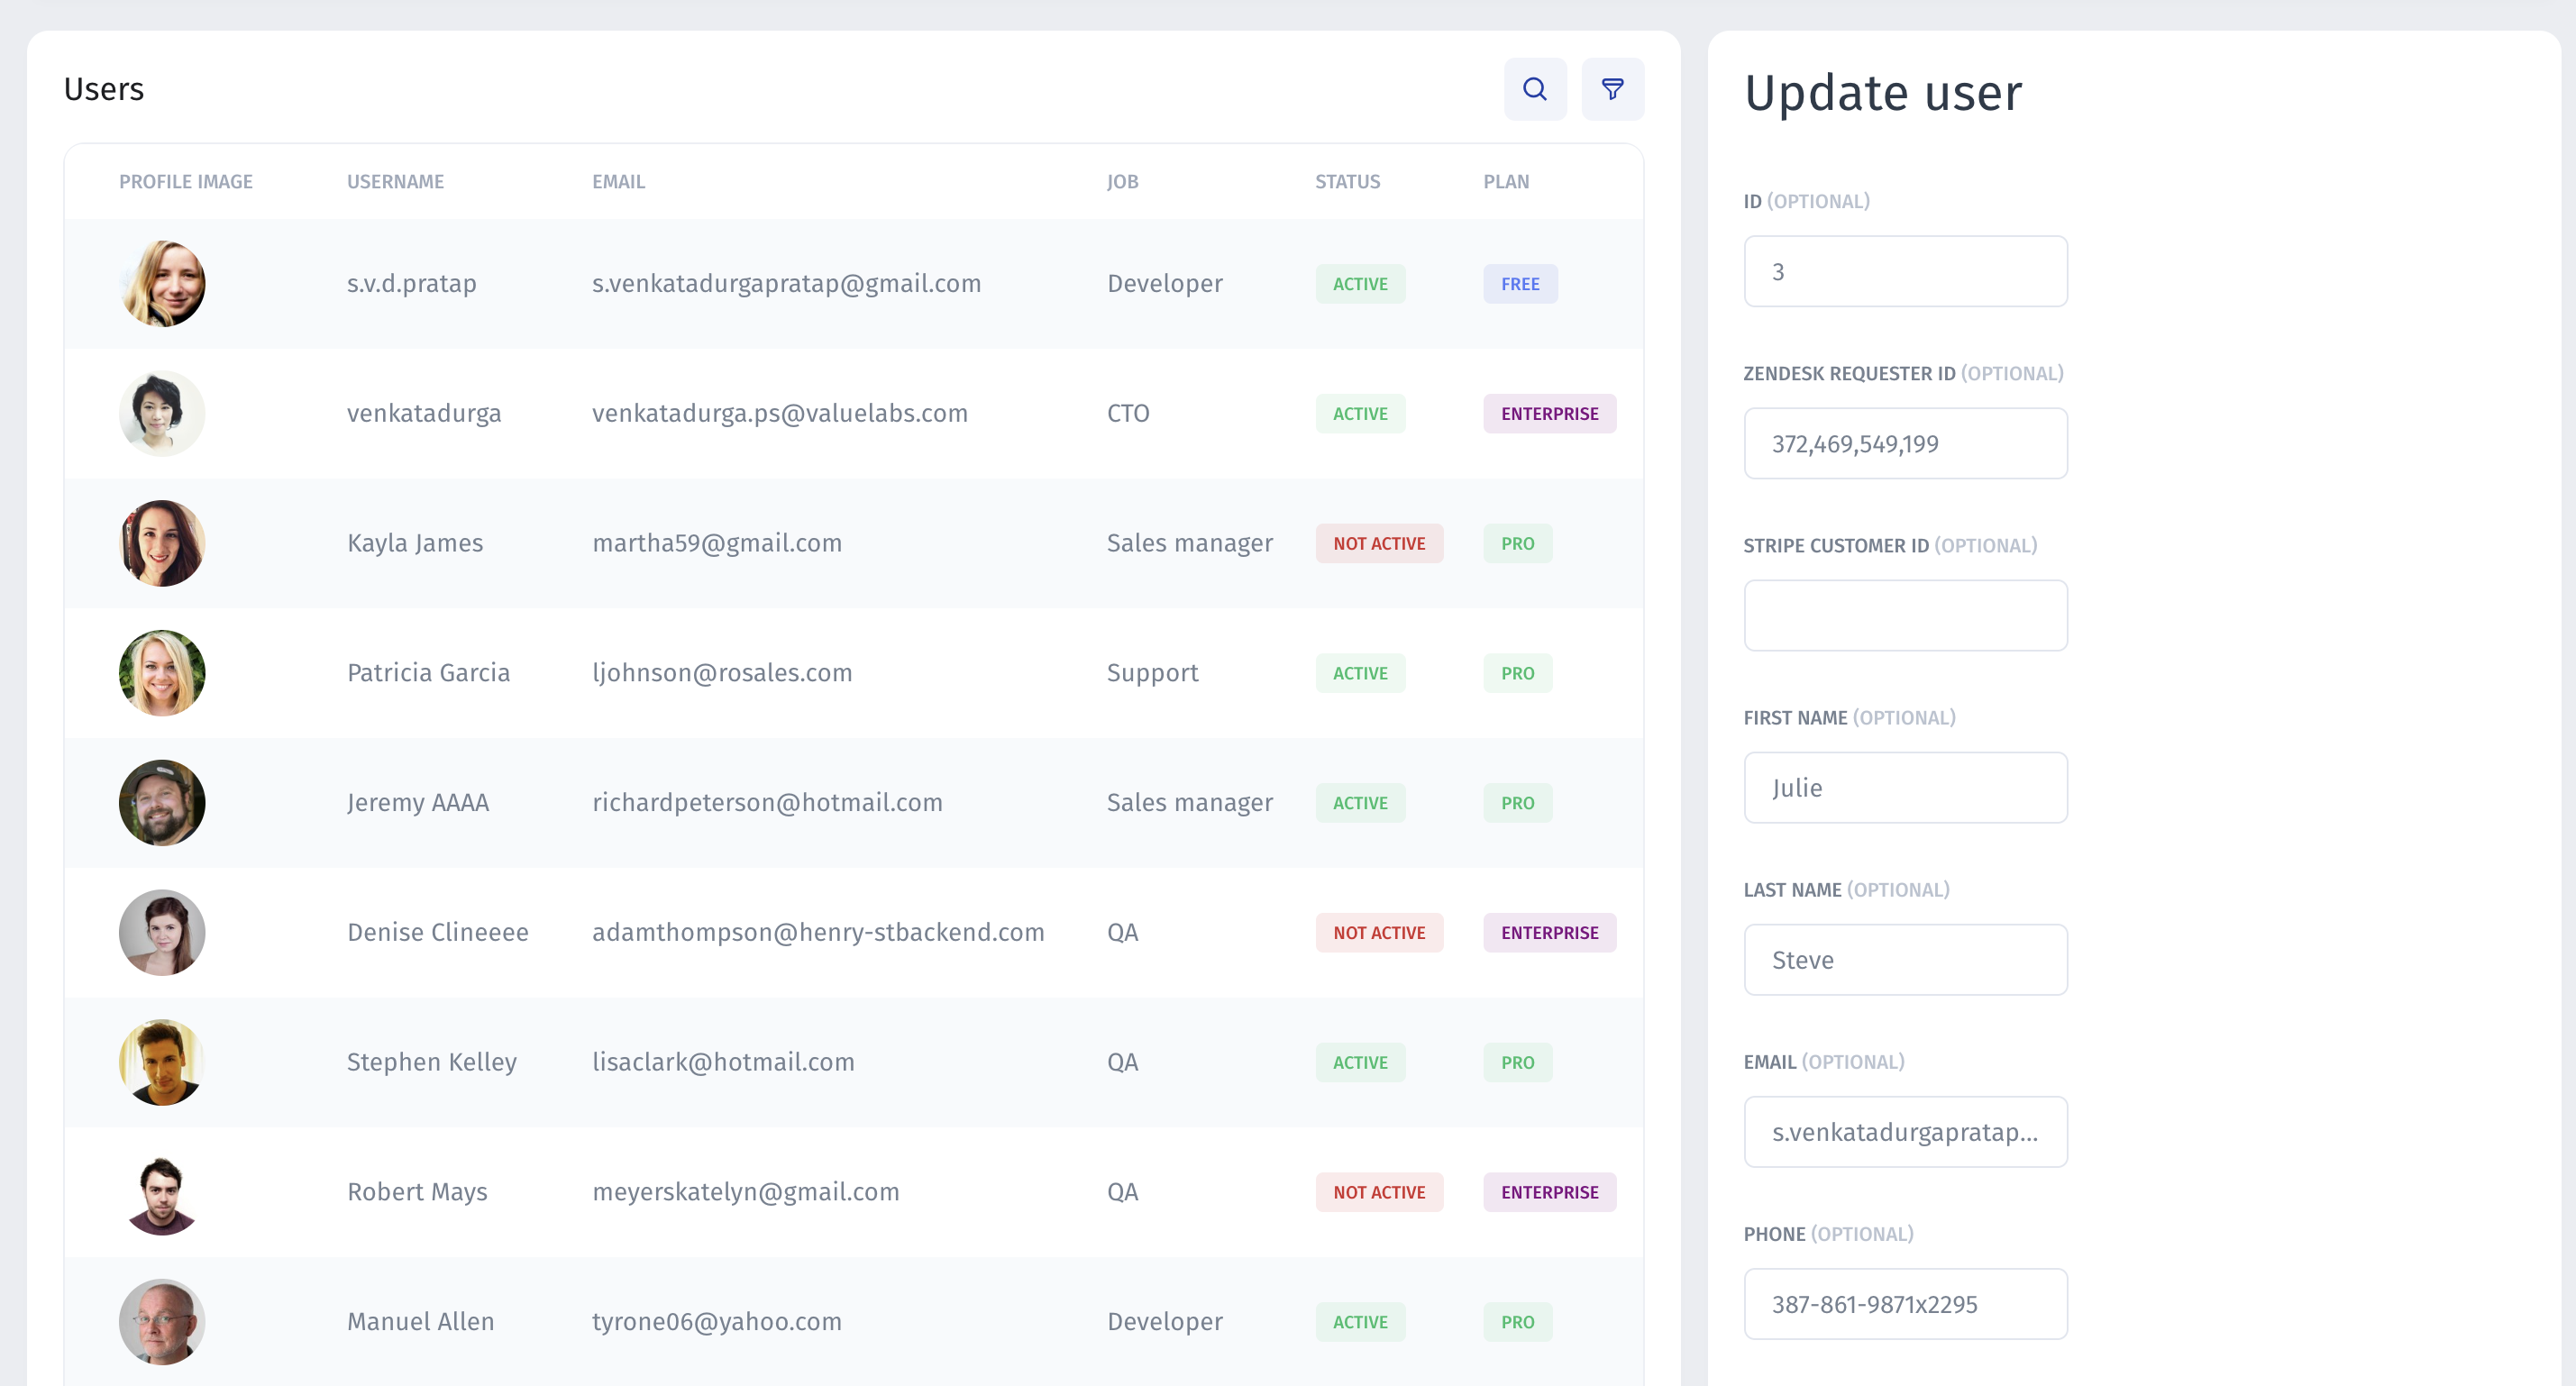 Users
PROFILE IMAGE USERNAME EMAIL JOB STATUS PLAN
s.v.d.pratap s.venkatadurgapratap@gmail.com Developer ACTIVE FREE
venkatadurga venkatadurga.ps@valuelabs.com CTO ACTIVE ENTERPRISE
Kayla James martha59@gmail.com Sales manager NOT ACTIVE PRO
Patricia Garcia ljohnson@rosales.com Support ACTIVE PRO
Jeremy AAAA richardpeterson@hotmail.com Sales manager ACTIVE PRO
Denise Clineeee adamthompson@henry-stbackend.com QA NOT ACTIVE ENTERPRISE
Stephen Kelley lisaclark@hotmail.com QA ACTIVE PRO
Robert Mays meyerskatelyn@gmail.com QA NOT ACTIVE ENTERPRISE
Manuel Allen tyrone06@yahoo.com Developer ACTIVE PRO
Update user
ID (OPTIONAL)
3
ZENDESK REQUESTER ID (OPTIONAL)
372,469,549,199
STRIPE CUSTOMER ID (OPTIONAL)
FIRST NAME (OPTIONAL)
Julie
LAST NAME (OPTIONAL)
Steve
EMAIL (OPTIONAL)
s.venkatadurgapratap...
PHONE (OPTIONAL)
387-861-9871x2295